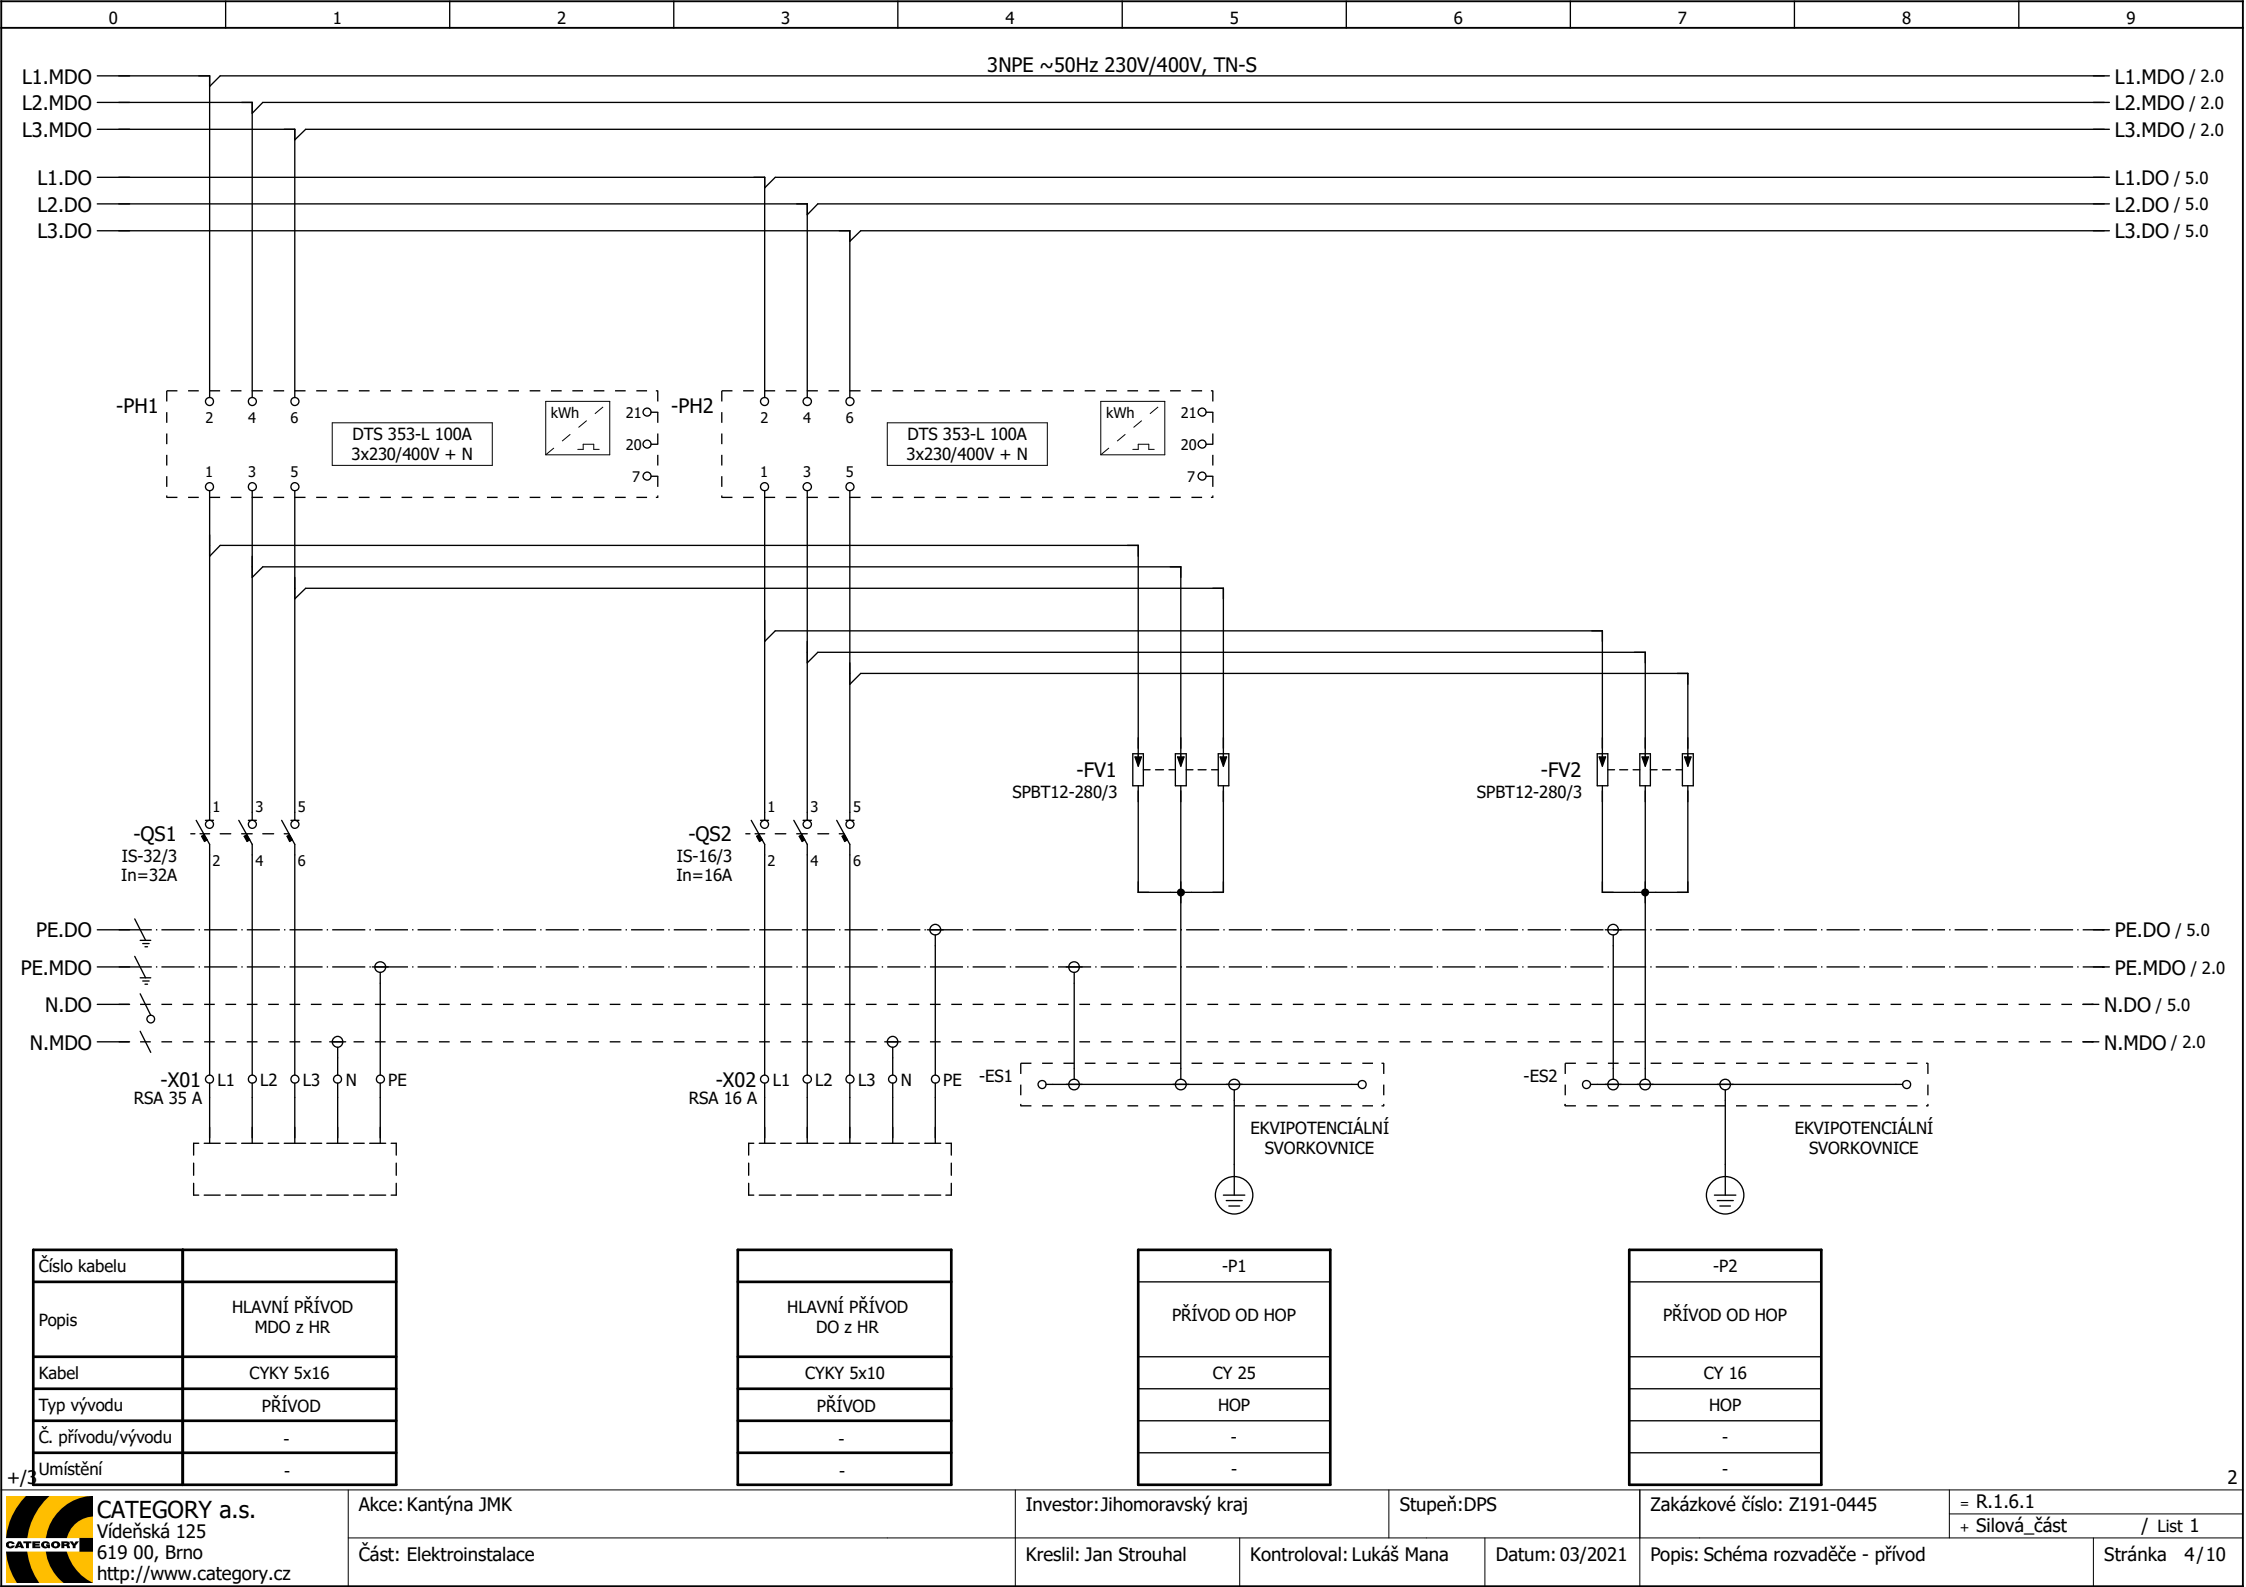 0 1 2 3 4 5 6 7 8 9
3NPE ~50Hz 230V/400V, TN-S
L1.MDO L1.MDO / 2.0
L2.MDO L2.MDO / 2.0
L3.MDO L3.MDO / 2.0
L1.DO L1.DO / 5.0
L2.DO L2.DO / 5.0
L3.DO L3.DO / 5.0
-PH1 2 4 6 kWh 21
DTS 353-L 100A
3x230/400V + N 20
1 3 5 7
-PH2 2 4 6 kWh 21
DTS 353-L 100A
3x230/400V + N 20
1 3 5 7
-FV1
SPBT12-280/3
-FV2
SPBT12-280/3
1 3 5
-QS1
IS-32/3 2 4 6
In=32A
1 3 5
-QS2
IS-16/3 2 4 6
In=16A
PE.DO PE.DO / 5.0
PE.MDO PE.MDO / 2.0
N.DO N.DO / 5.0
N.MDO N.MDO / 2.0
-X01 L1 L2 L3 N PE
RSA 35 A
-X02 L1 L2 L3 N PE
RSA 16 A
-ES1
EKVIPOTENCIÁLNÍ
SVORKOVNICE
-ES2
EKVIPOTENCIÁLNÍ
SVORKOVNICE
Číslo kabelu -P1 -P2
Popis
HLAVNÍ PŘÍVOD
MDO z HR
HLAVNÍ PŘÍVOD
DO z HR
PŘÍVOD OD HOP
PŘÍVOD OD HOP
Kabel CYKY 5x16 CYKY 5x10 CY 25 CY 16
Typ vývodu PŘÍVOD PŘÍVOD HOP HOP
Č. přívodu/vývodu - - - -
Umístění - - - -
+/3 2
CATEGORY
CATEGORY a.s.
Vídeňská 125
619 00, Brno
http://www.category.cz
Akce: Kantýna JMK
Část: Elektroinstalace
Investor: Jihomoravský kraj
Stupeň: DPS
Zakázkové číslo: Z191-0445
= R.1.6.1
+ Silová_část / List 1
Kreslil: Jan Strouhal
Kontroloval: Lukáš Mana
Datum: 03/2021
Popis: Schéma rozvaděče - přívod
Stránka 4/10